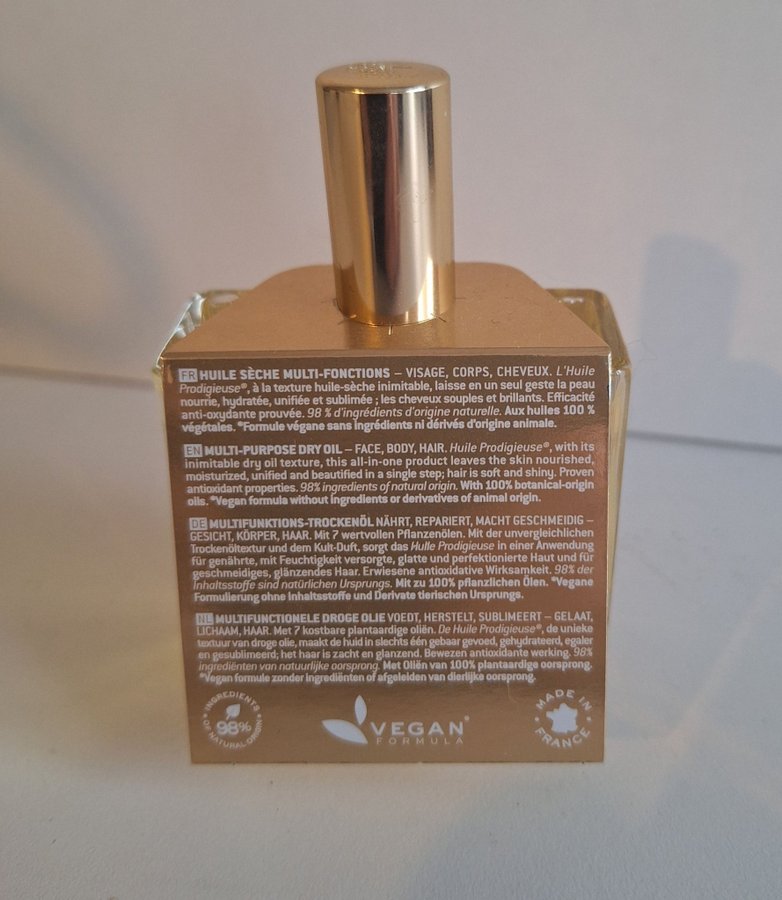 FR HUILE SÈCHE MULTI-FONCTIONS – VISAGE, CORPS, CHEVEUX. L'Huile
Prodigieuse®, à la texture huile-sèche inimitable, laisse en un seul geste la peau
nourrie, hydratée, unifiée et sublimée ; les cheveux souples et brillants. Efficacité
anti-oxydante prouvée. 98 % d'ingrédients d'origine naturelle. Aux huiles 100 %
végétales. *Formule végane sans ingrédients ni dérivés d'origine animale.
EN MULTI-PURPOSE DRY OIL – FACE, BODY, HAIR. Huile Prodigieuse®, with its
inimitable dry oil texture, this all-in-one product leaves the skin nourished,
moisturized, unified and beautified in a single step; hair is soft and shiny. Proven
antioxidant properties. 98% ingredients of natural origin. With 100% botanical-origin
oils. *Vegan formula without ingredients or derivatives of animal origin.
DE MULTIFUNKTIONS-TROCKENÖL NÄHRT, REPARIERT, MACHT GESCHMEIDIG –
GESICHT, KÖRPER, HAAR. Mit 7 wertvollen Pflanzenölen. Mit der unvergleichlichen
Trockenöltextur und dem Kult-Duft, sorgt das Huile Prodigieuse in einer Anwendung
für genährte, mit Feuchtigkeit versorgte, glatte und perfektionierte Haut und für
geschmeidiges, glänzendes Haar. Erwiesene antioxidative Wirksamkeit. 98% der
Inhaltsstoffe sind natürlichen Ursprungs. Mit zu 100% pflanzlichen Ölen. *Vegane
Formulierung ohne Inhaltsstoffe und Derivate tierischen Ursprungs.
NL MULTIFUNCTIONELE DROGE OLIE VOEDT, HERSTELT, SUBLIMEERT – GELAAT,
LICHAAM, HAAR. Met 7 kostbare plantaardige oliën. De Huile Prodigieuse®, de unieke
textuur van droge olie, maakt de huid in slechts één gebaar gevoed, gehydrateerd, egaler
en gesublimeerd; het haar is zacht en glanzend. Bewezen antioxidante werking. 98%
ingrediënten van natuurlijke oorsprong. Met Oliën van 100% plantaardige oorsprong.
*Vegan formule zonder ingrediënten of afgeleiden van dierlijke oorsprong.
INGREDIENTS
98%
OF NATURAL ORIGIN
VEGAN*
FORMULA
MADE IN
FRANCE